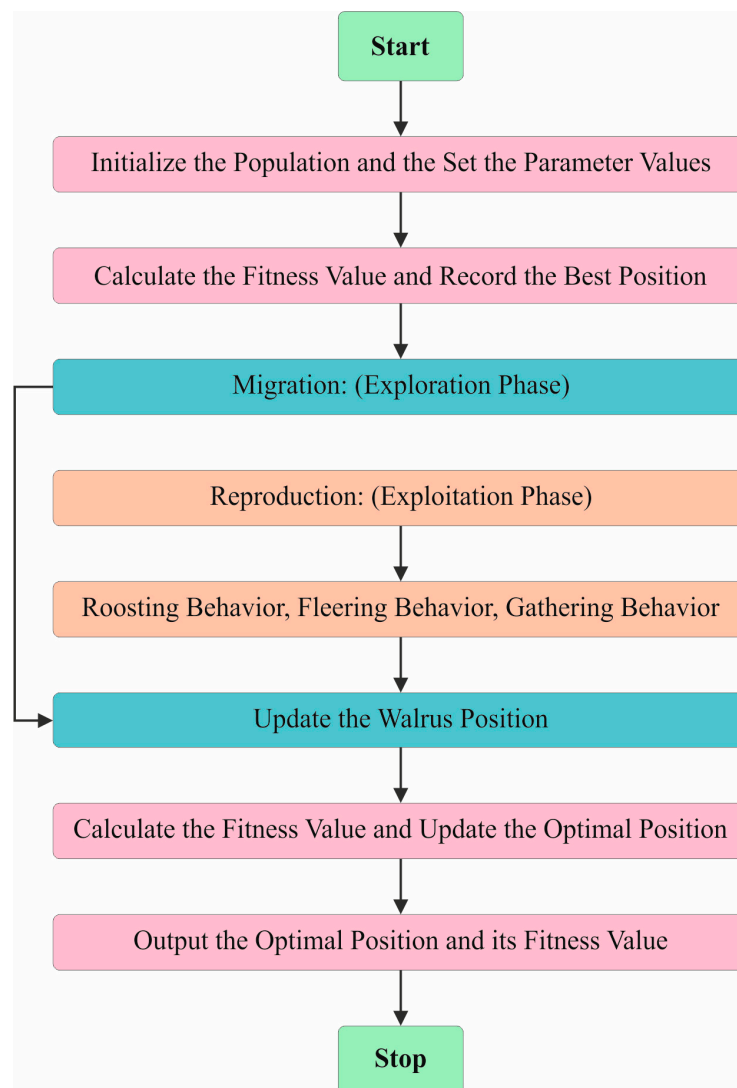 Start
Initialize the Population and the Set the Parameter Values
Calculate the Fitness Value and Record the Best Position
Migration: (Exploration Phase)
Reproduction: (Exploitation Phase)
Roosting Behavior, Fleering Behavior, Gathering Behavior
Update the Walrus Position
Calculate the Fitness Value and Update the Optimal Position
Output the Optimal Position and its Fitness Value
Stop